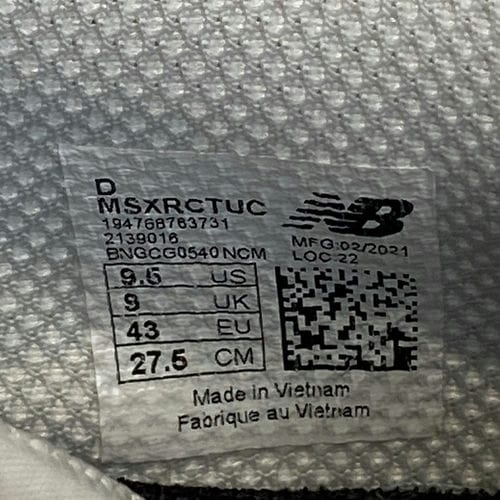 D
MSXRCTUC
194768763731
2139016
BNGCG0540 NCM
MFG:02/2021
LOC:22
9.5 US
9 UK
43 EU
27.5 CM
Made in Vietnam
Fabrique au Vietnam